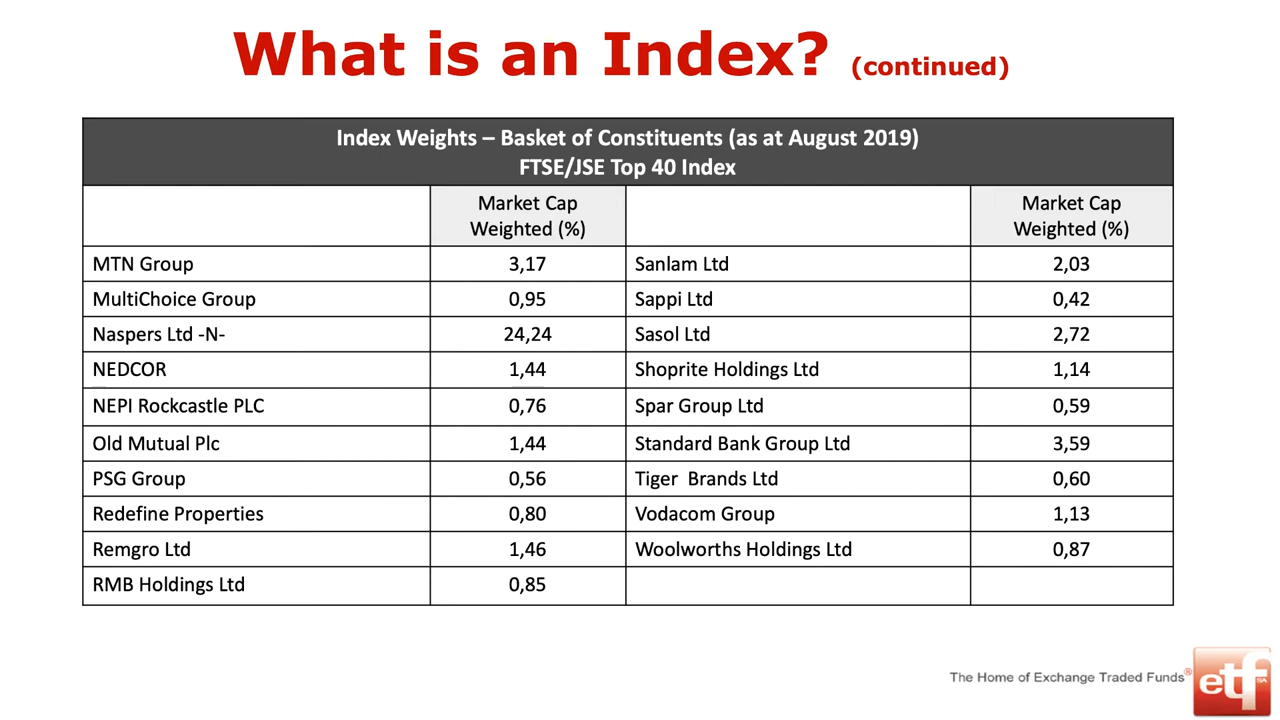 What is an Index? (continued)
Index Weights – Basket of Constituents (as at August 2019)
FTSE/JSE Top 40 Index
Market Cap Weighted (%) Market Cap Weighted (%)
MTN Group 3,17 Sanlam Ltd 2,03
MultiChoice Group 0,95 Sappi Ltd 0,42
Naspers Ltd -N- 24,24 Sasol Ltd 2,72
NEDCOR 1,44 Shoprite Holdings Ltd 1,14
NEPI Rockcastle PLC 0,76 Spar Group Ltd 0,59
Old Mutual Plc 1,44 Standard Bank Group Ltd 3,59
PSG Group 0,56 Tiger Brands Ltd 0,60
Redefine Properties 0,80 Vodacom Group 1,13
Remgro Ltd 1,46 Woolworths Holdings Ltd 0,87
RMB Holdings Ltd 0,85
The Home of Exchange Traded Funds®
etfSA